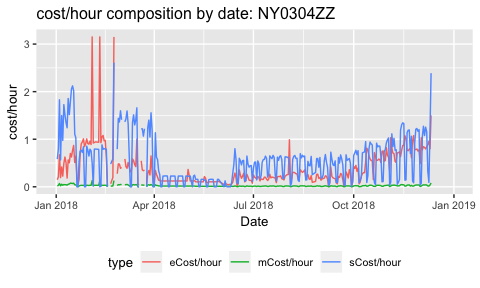 cost/hour composition by date: NY0304ZZ
3
2
1
0
cost/hour
Jan 2018
Apr 2018
Jul 2018
Oct 2018
Jan 2019
Date
type
eCost/hour
mCost/hour
sCost/hour